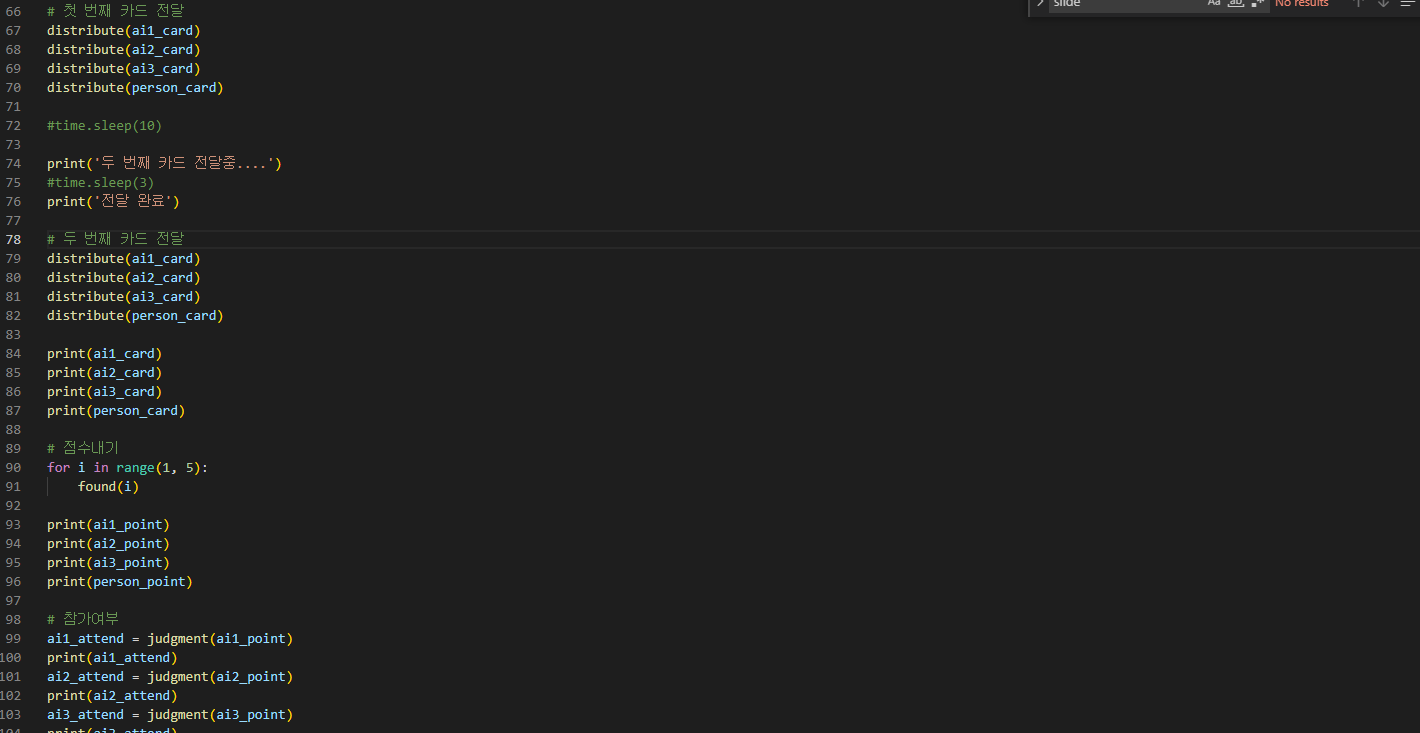 slide
Aa ab .* No results
66 # 첫 번째 카드 전달
67 distribute(ai1_card)
68 distribute(ai2_card)
69 distribute(ai3_card)
70 distribute(person_card)
71
72 #time.sleep(10)
73
74 print('두 번째 카드 전달중....')
75 #time.sleep(3)
76 print('전달 완료')
77
78 # 두 번째 카드 전달
79 distribute(ai1_card)
80 distribute(ai2_card)
81 distribute(ai3_card)
82 distribute(person_card)
83
84 print(ai1_card)
85 print(ai2_card)
86 print(ai3_card)
87 print(person_card)
88
89 # 점수내기
90 for i in range(1, 5):
91 found(i)
92
93 print(ai1_point)
94 print(ai2_point)
95 print(ai3_point)
96 print(person_point)
97
98 # 참가여부
99 ai1_attend = judgment(ai1_point)
100 print(ai1_attend)
101 ai2_attend = judgment(ai2_point)
102 print(ai2_attend)
103 ai3_attend = judgment(ai3_point)
104 print(ai3_attend)